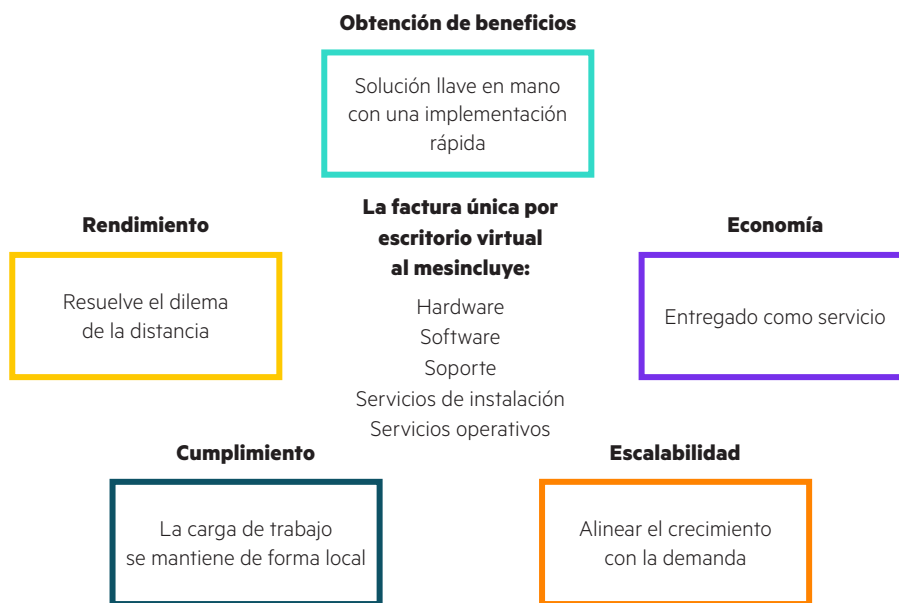 Obtención de beneficios
Solución llave en mano
con una implementación
rápida
Rendimiento
Resuelve el dilema
de la distancia
La factura única por
escritorio virtual
al mesincluye:
Hardware
Software
Soporte
Servicios de instalación
Servicios operativos
Economía
Entregado como servicio
Cumplimiento
La carga de trabajo
se mantiene de forma local
Escalabilidad
Alinear el crecimiento
con la demanda